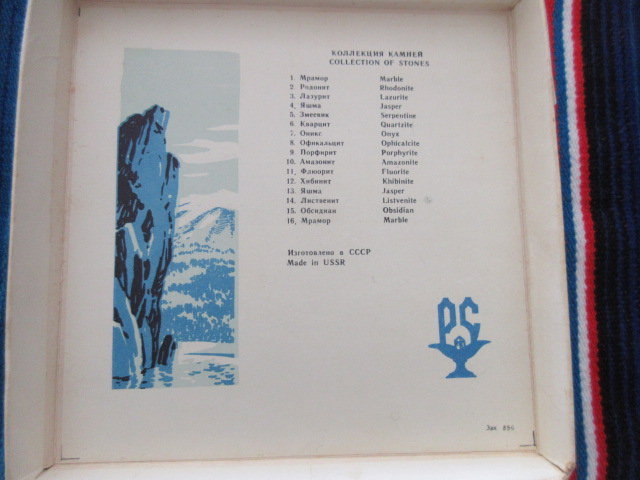 КОЛЛЕКЦИЯ КАМНЕЙ
COLLECTION OF STONES
1. Мрамор Marble
2. Родонит Rhodonite
3. Лазурит Lazurite
4. Яшма Jasper
5. Змеевик Serpentine
6. Кварцит Quartzite
7. Оникс Onyx
8. Офикальцит Ophicalcite
9. Порфирит Porphyrite
10. Амазонит Amazonite
11. Флюорит Fluorite
12. Хибинит Khibinite
13. Яшма Jasper
14. Лиственит Listvenite
15. Обсидиан Obsidian
16. Мрамор Marble
Изготовлено в СССР
Made in USSR
Зак. 886